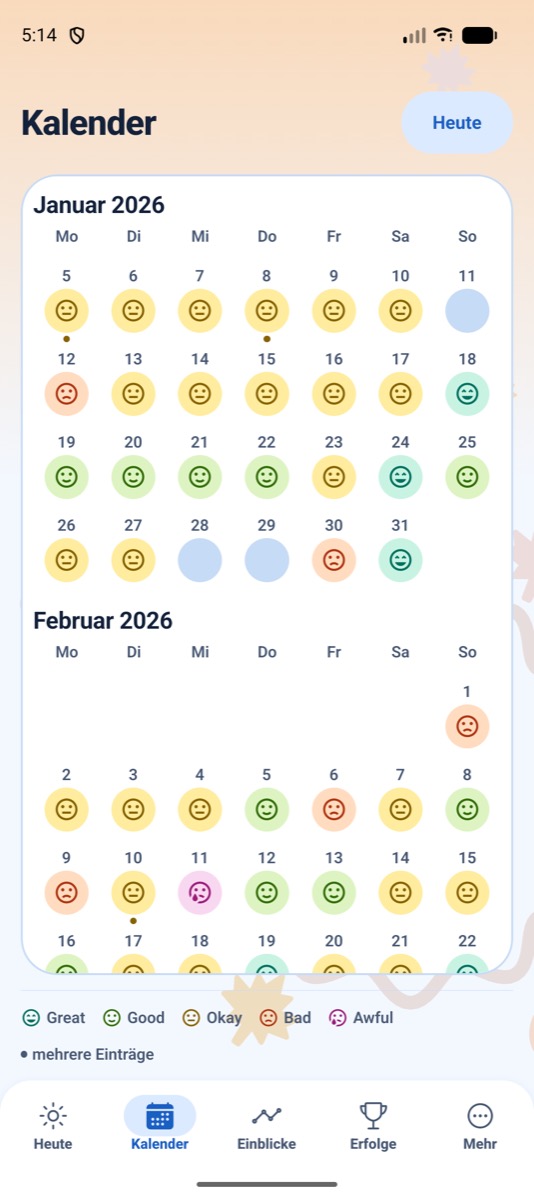 5:14
Kalender
Heute
Januar 2026
Mo Di Mi Do Fr Sa So
5 6 7 8 9 10 11
12 13 14 15 16 17 18
19 20 21 22 23 24 25
26 27 28 29 30 31
Februar 2026
Mo Di Mi Do Fr Sa So
1
2 3 4 5 6 7 8
9 10 11 12 13 14 15
16 17 18 19 20 21 22
Great Good Okay Bad Awful
• mehrere Einträge
Heute Kalender Einblicke Erfolge Mehr